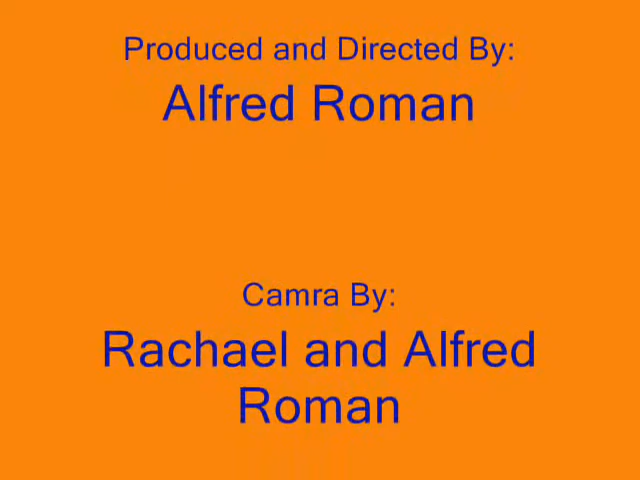 Produced and Directed By:
Alfred Roman
Camra By:
Rachael and Alfred
Roman